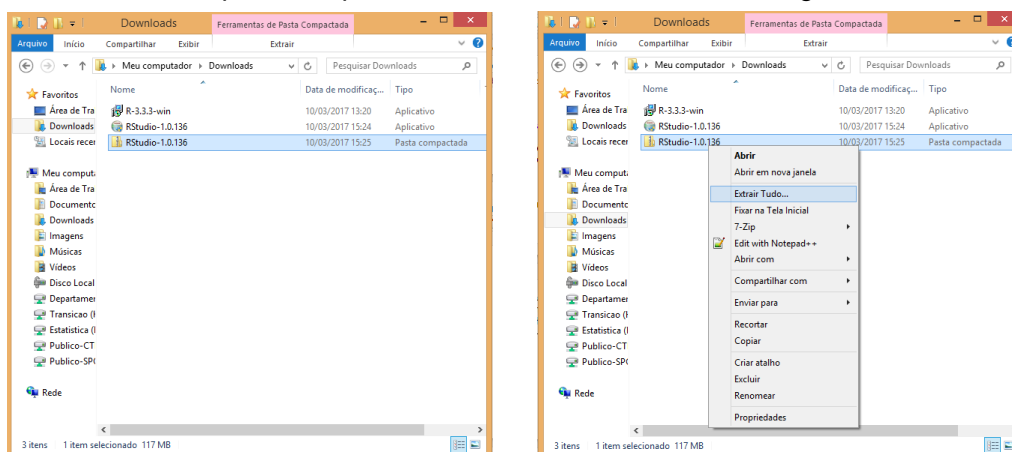 Downloads
Ferramentas de Pasta Compactada
Arquivo Início Compartilhar Exibir Extrair
Meu computador Downloads Pesquisar Downloads
Favoritos
Área de Tra
Downloads
Locais recer
Meu computa
Área de Tra
Documento
Downloads
Imagens
Músicas
Vídeos
Disco Local
Departamer
Transicao (
Estatistica (
Publico-CT
Publico-SP
Rede
Nome Data de modificaç... Tipo
R-3.3.3-win 10/03/2017 13:20 Aplicativo
RStudio-1.0.136 10/03/2017 15:24 Aplicativo
RStudio-1.0.136 10/03/2017 15:25 Pasta compactada
3 itens 1 item selecionado 117 MB
Downloads
Ferramentas de Pasta Compactada
Arquivo Início Compartilhar Exibir Extrair
Meu computador Downloads Pesquisar Downloads
Favoritos
Área de Tra
Downloads
Locais recer
Meu computa
Área de Tra
Documento
Downloads
Imagens
Músicas
Vídeos
Disco Local
Departamer
Transicao (
Estatistica (
Publico-CT
Publico-SP
Rede
Nome Data de modificaç... Tipo
R-3.3.3-win 10/03/2017 13:20 Aplicativo
RStudio-1.0.136 10/03/2017 15:24 Aplicativo
RStudio-1.0.136 10/03/2017 15:25 Pasta compactada
Abrir
Abrir em nova janela
Extrair Tudo...
Fixar na Tela Inicial
7-Zip
Edit with Notepad++
Abrir com
Compartilhar com
Enviar para
Recortar
Copiar
Criar atalho
Excluir
Renomear
Propriedades
3 itens 1 item selecionado 117 MB